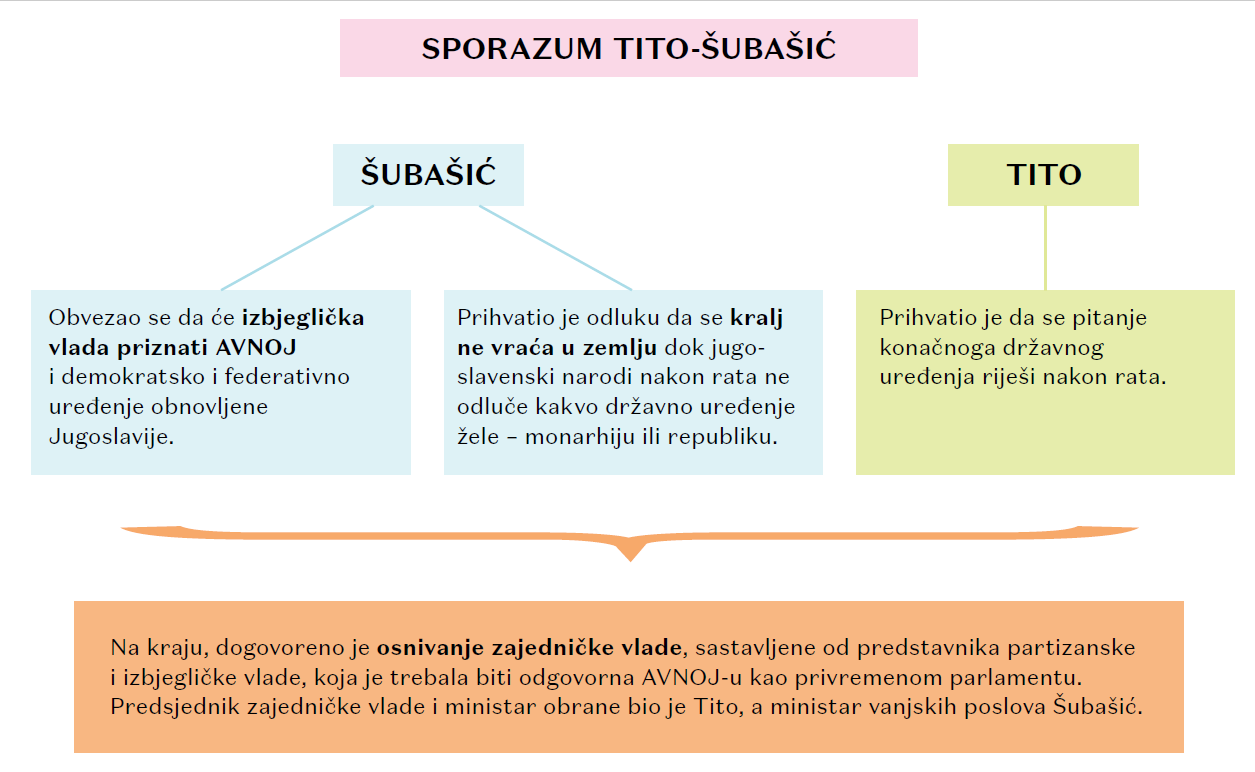 SPORAZUM TITO-ŠUBAŠIĆ
ŠUBAŠIĆ
TITO
Obvezao se da će izbjeglička
vlada priznati AVNOJ
i demokratsko i federativno
uređenje obnovljene
Jugoslavije.
Prihvatio je odluku da se kralj
ne vraća u zemlju dok jugo-
slavenski narodi nakon rata ne
odluče kakvo državno uređenje
žele – monarhiju ili republiku.
Prihvatio je da se pitanje
konačnoga državnog
uređenja riješi nakon rata.
Na kraju, dogovoreno je osnivanje zajedničke vlade, sastavljene od predstavnika partizanske
i izbjegličke vlade, koja je trebala biti odgovorna AVNOJ-u kao privremenom parlamentu.
Predsjednik zajedničke vlade i ministar obrane bio je Tito, a ministar vanjskih poslova Šubašić.